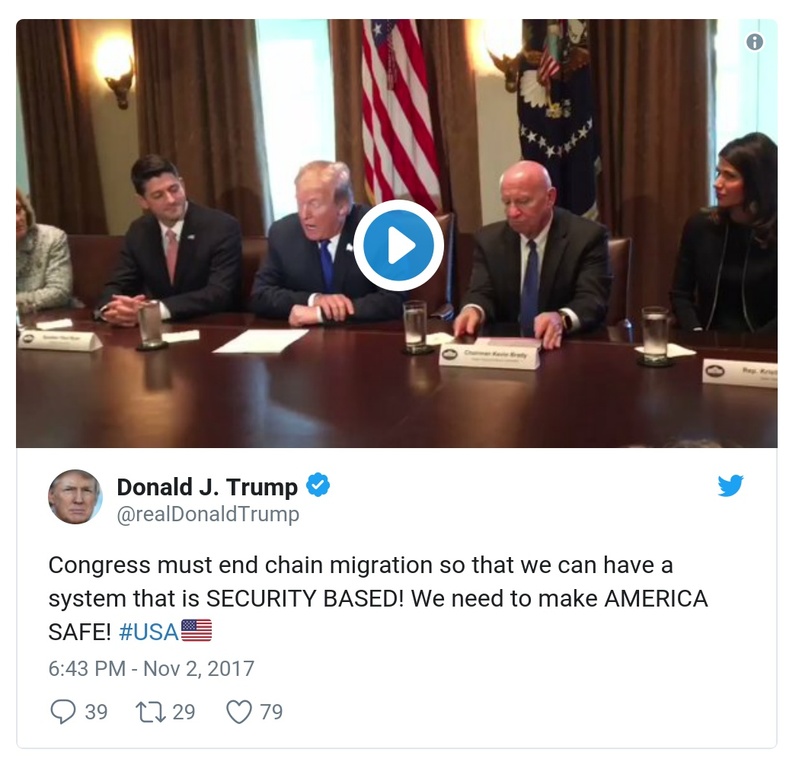 Speaker Paul Ryan
Chairman Kevin Brady
Rep. Krist
Donald J. Trump
@realDonaldTrump
Congress must end chain migration so that we can have a
system that is SECURITY BASED! We need to make AMERICA
SAFE! #USA🇺🇸
6:43 PM - Nov 2, 2017
39 29 79